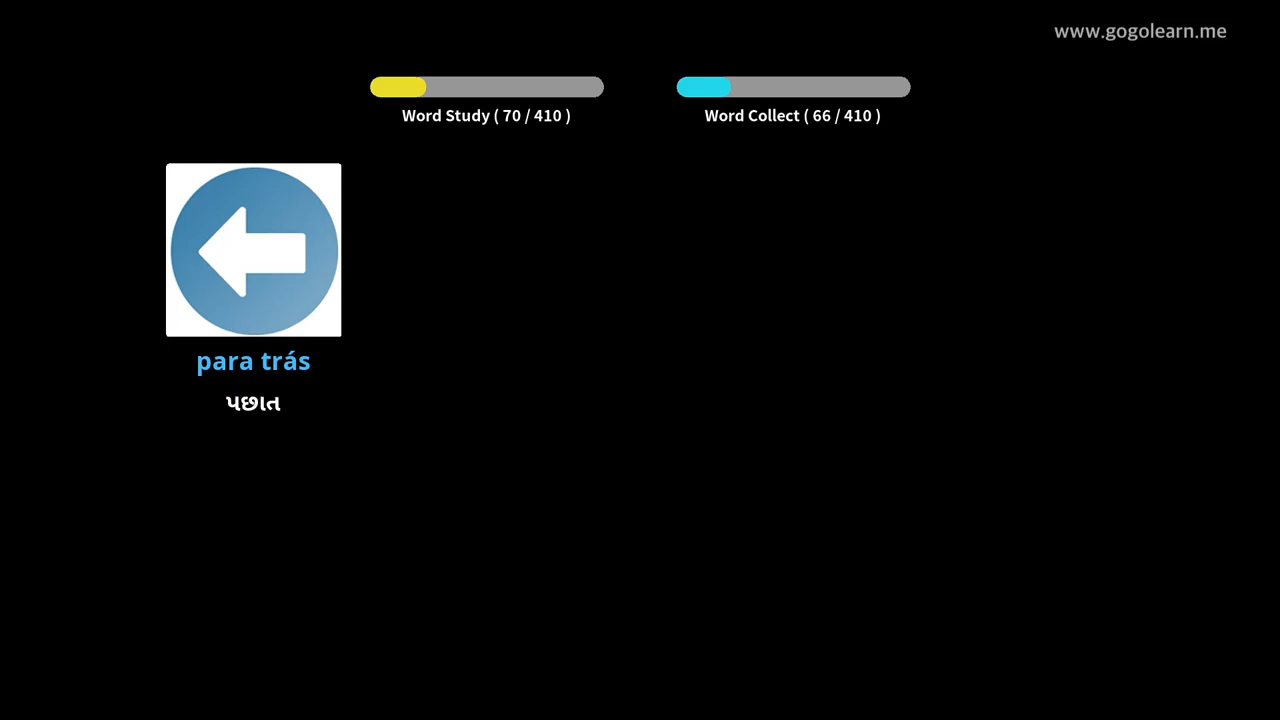 www.gogolearn.me
Word Study ( 70 / 410 )
Word Collect ( 66 / 410 )
para trás
પછાત